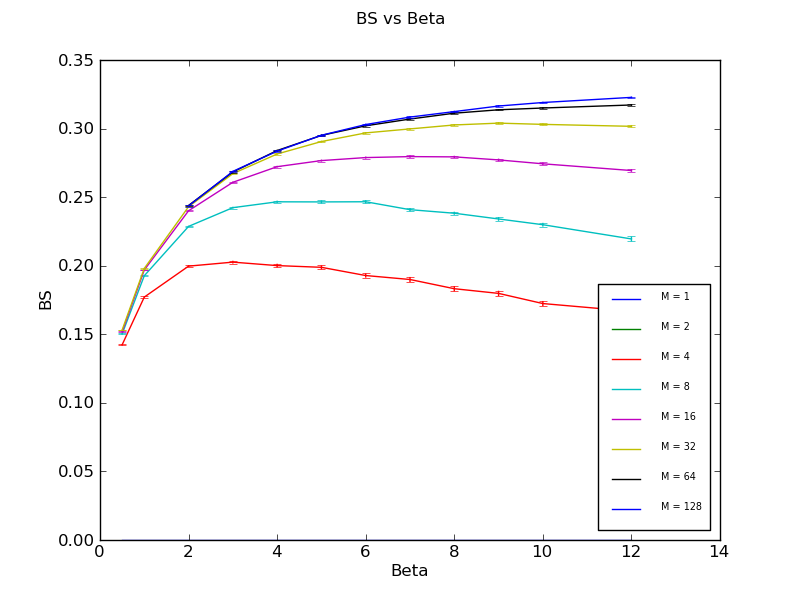 BS vs Beta
0.35
0.30
0.25
0.20
0.15
0.10
0.05
0.00
BS
0 2 4 6 8 10 12 14
Beta
M = 1
M = 2
M = 4
M = 8
M = 16
M = 32
M = 64
M = 128